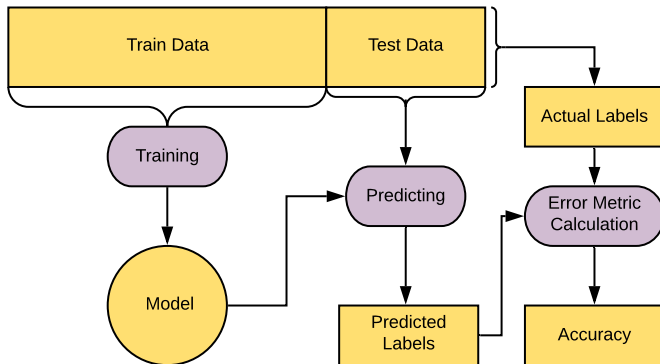 Train Data
Test Data
Actual Labels
Training
Predicting
Error Metric
Calculation
Model
Predicted
Labels
Accuracy